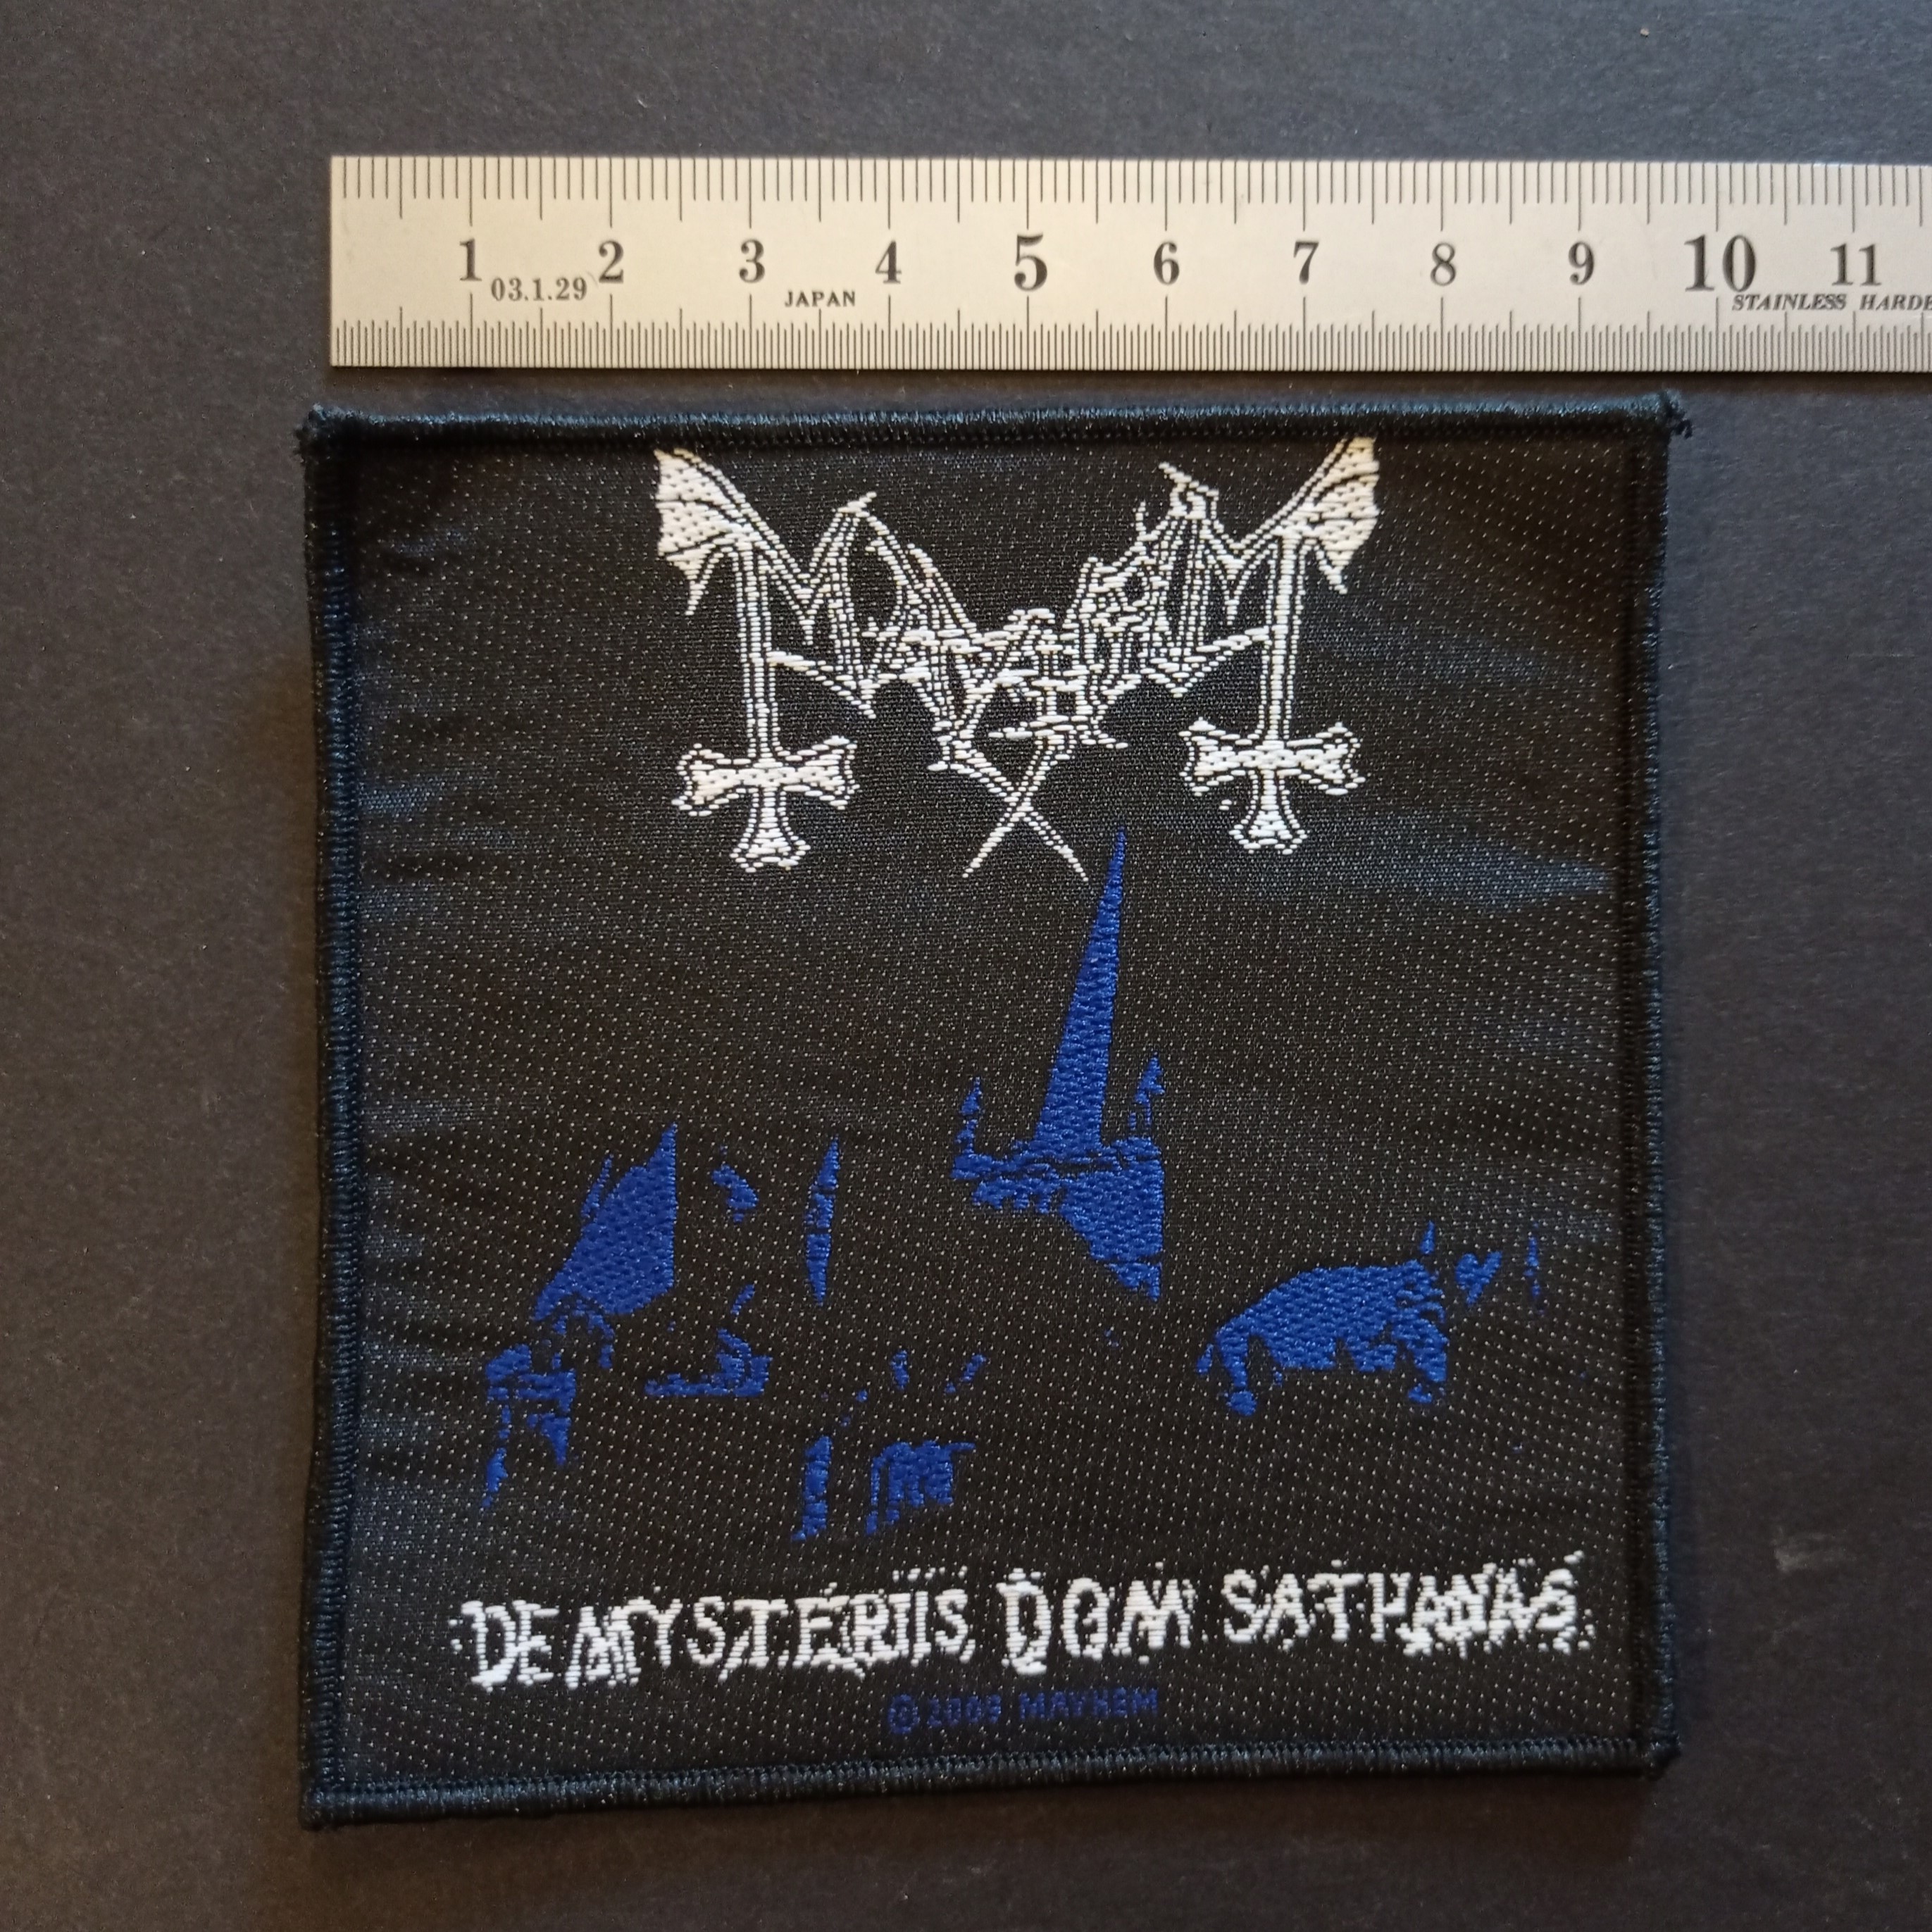 1 2 3 4 5 6 7 8 9 10 11
03.1.29 JAPAN STAINLESS HARDE
MAYHEM
DE MYSTERIIS DOM SATHANAS
© MAYHEM